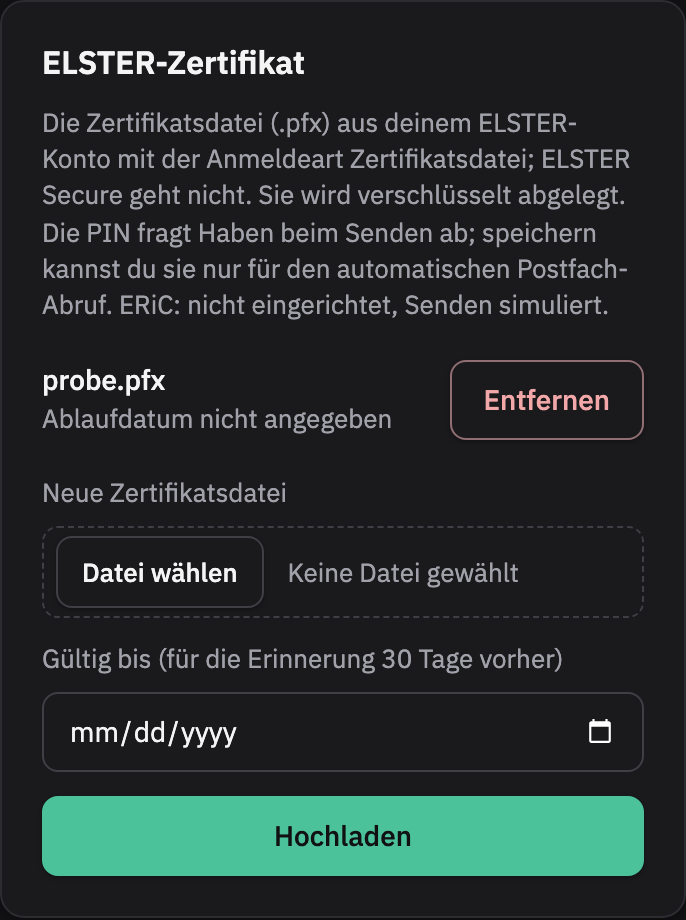 ELSTER-Zertifikat
Die Zertifikatsdatei (.pfx) aus deinem ELSTER-
Konto mit der Anmeldeart Zertifikatsdatei; ELSTER
Secure geht nicht. Sie wird verschlüsselt abgelegt.
Die PIN fragt Haben beim Senden ab; speichern
kannst du sie nur für den automatischen Postfach-
Abruf. ERiC: nicht eingerichtet, Senden simuliert.
probe.pfx
Ablaufdatum nicht angegeben
Entfernen
Neue Zertifikatsdatei
Datei wählen Keine Datei gewählt
Gültig bis (für die Erinnerung 30 Tage vorher)
mm/dd/yyyy
Hochladen